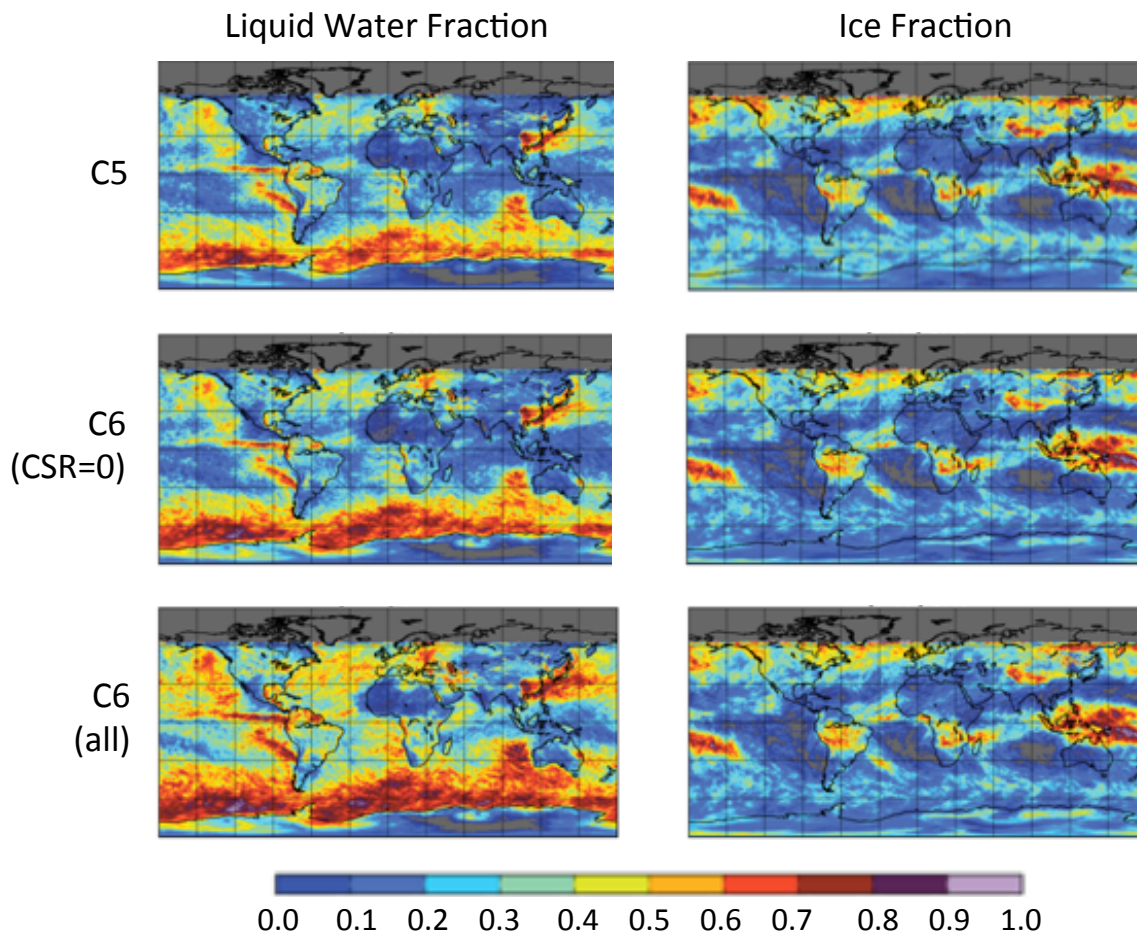 Liquid Water Fraction
Ice Fraction
C5
C6
(CSR=0)
C6
(all)
0.0 0.1 0.2 0.3 0.4 0.5 0.6 0.7 0.8 0.9 1.0